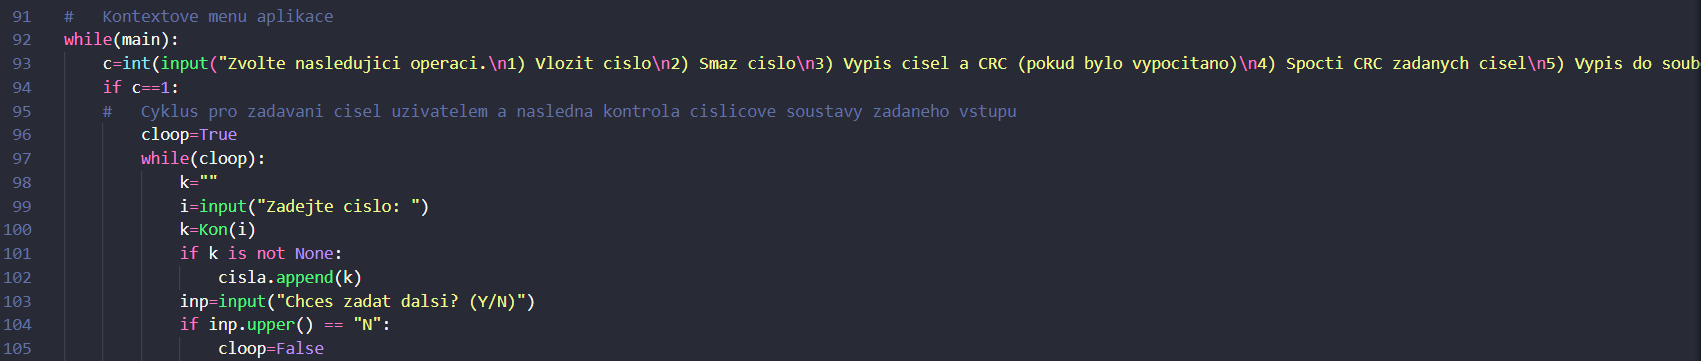 91 # Kontextove menu aplikace
92 while(main):
93 c=int(input("Zvolte nasledujici operaci.\n1) Vlozit cislo\n2) Smaz cislo\n3) Vypis cisel a CRC (pokud bylo vypocitano)\n4) Spocti CRC zadanych cisel\n5) Vypis do soub
94 if c==1:
95 # Cyklus pro zadavani cisel uzivatelem a nasledna kontrola cislicove soustavy zadaneho vstupu
96 cloop=True
97 while(cloop):
98 k=""
99 i=input("Zadejte cislo: ")
100 k=Kon(i)
101 if k is not None:
102 cisla.append(k)
103 inp=input("Chces zadat dalsi? (Y/N)")
104 if inp.upper() == "N":
105 cloop=False